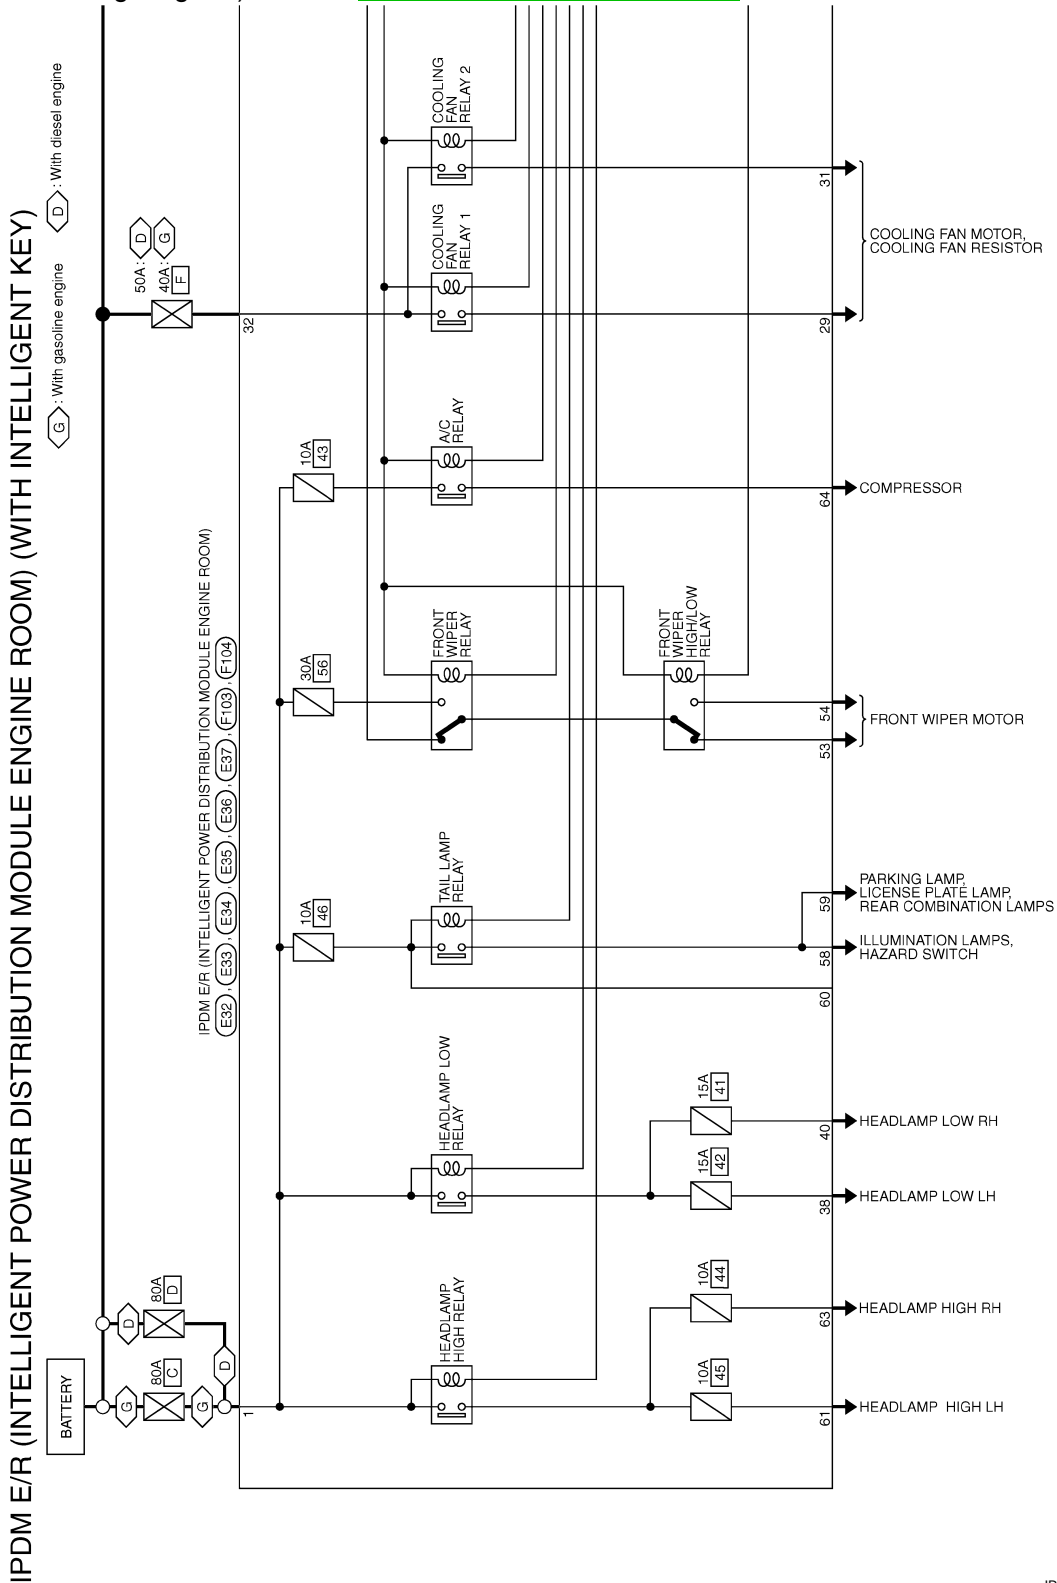 IPDM E/R (INTELLIGENT POWER DISTRIBUTION MODULE ENGINE ROOM) (WITH INTELLIGENT KEY)
G : With gasoline engine
D : With diesel engine
BATTERY
G
80A
C
G
D
80A
D
D
50A : D
40A : G
F
1
32
IPDM E/R (INTELLIGENT POWER DISTRIBUTION MODULE ENGINE ROOM)
E32 , E33 , E34 , E35 , E36 , E37 , F103 , F104
10A
46
30A
56
10A
43
HEADLAMP
HIGH RELAY
HEADLAMP LOW
RELAY
TAIL LAMP
RELAY
FRONT
WIPER
RELAY
A/C
RELAY
COOLING
FAN
RELAY 1
COOLING
FAN
RELAY 2
FRONT
WIPER
HIGH/LOW
RELAY
10A
45
10A
44
15A
42
15A
41
31
29
COOLING FAN MOTOR,
COOLING FAN RESISTOR
64
COMPRESSOR
54
53
FRONT WIPER MOTOR
59
PARKING LAMP,
LICENSE PLATE LAMP,
REAR COMBINATION LAMPS
58
ILLUMINATION LAMPS,
HAZARD SWITCH
60
40
HEADLAMP LOW RH
38
HEADLAMP LOW LH
63
HEADLAMP HIGH RH
61
HEADLAMP HIGH LH